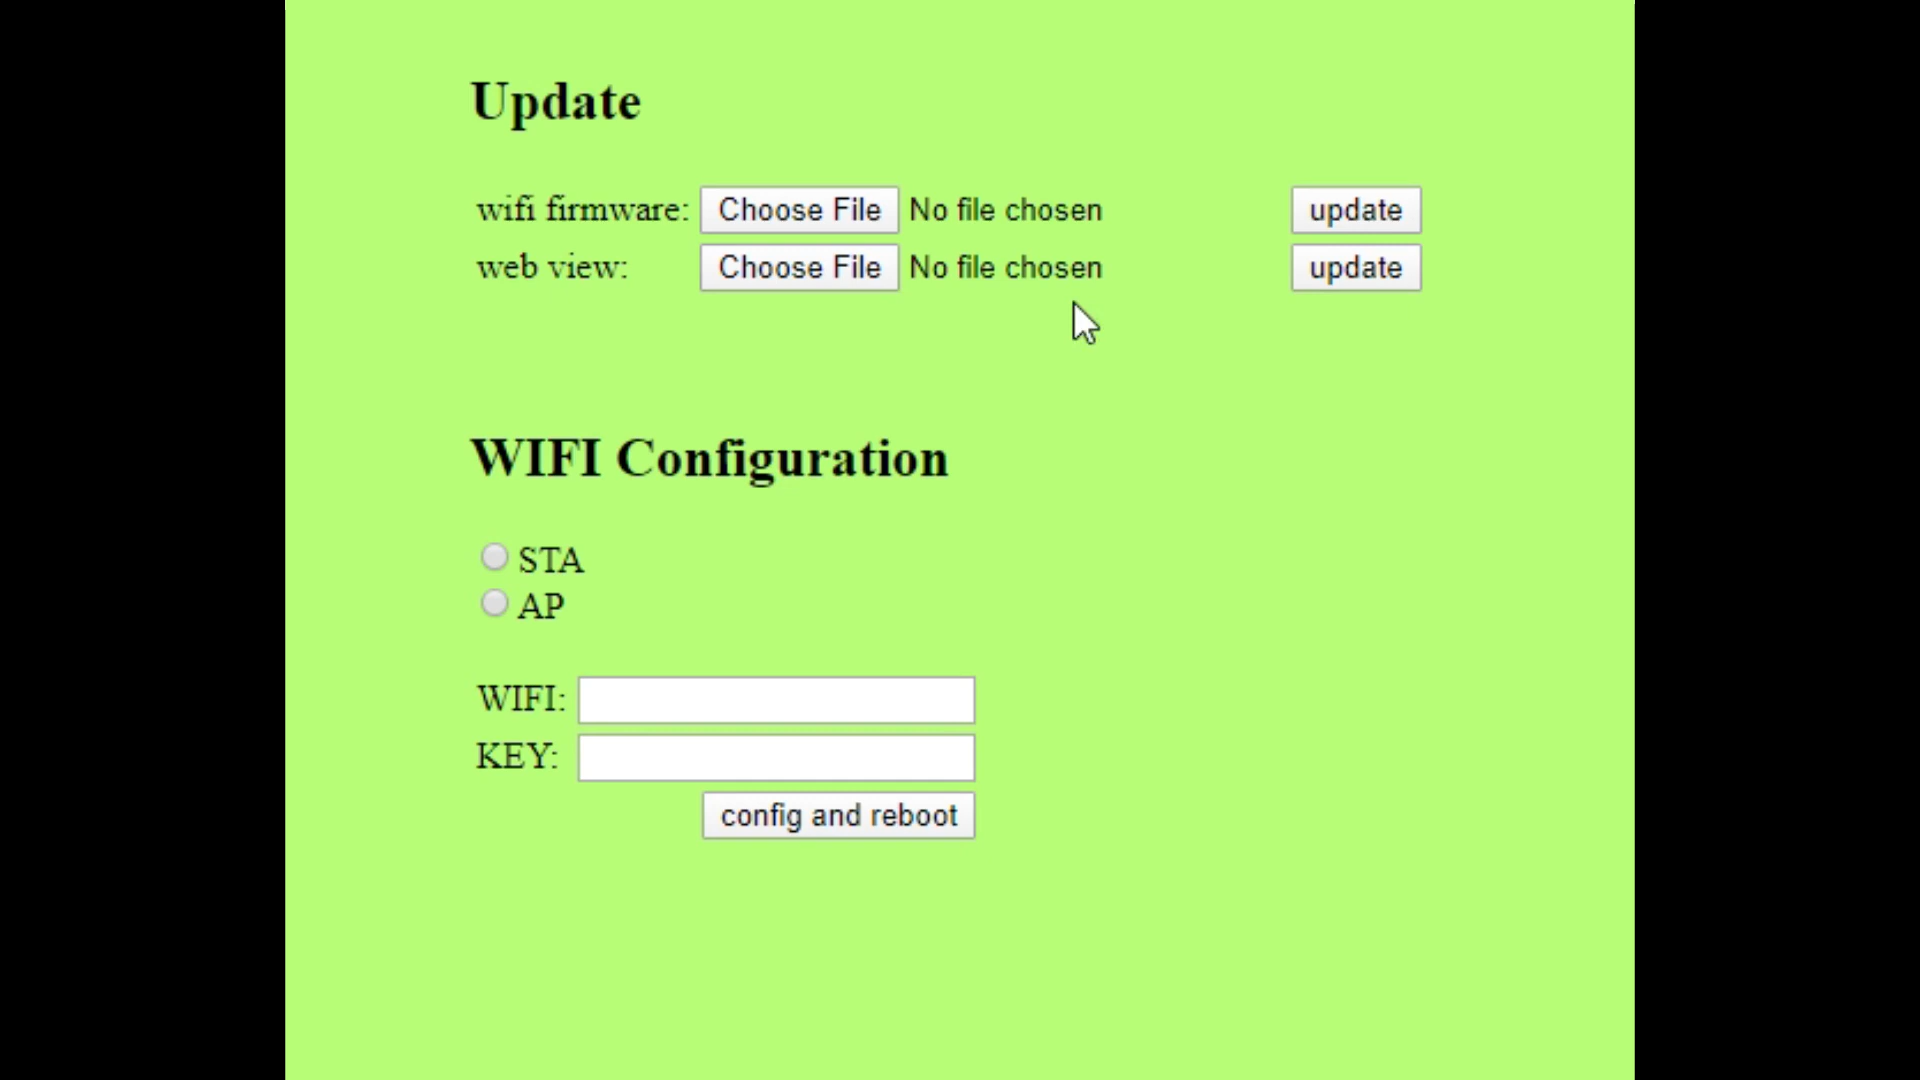 Update
wifi firmware: Choose File No file chosen update
web view: Choose File No file chosen update
WIFI Configuration
STA
AP
WIFI:
KEY:
config and reboot